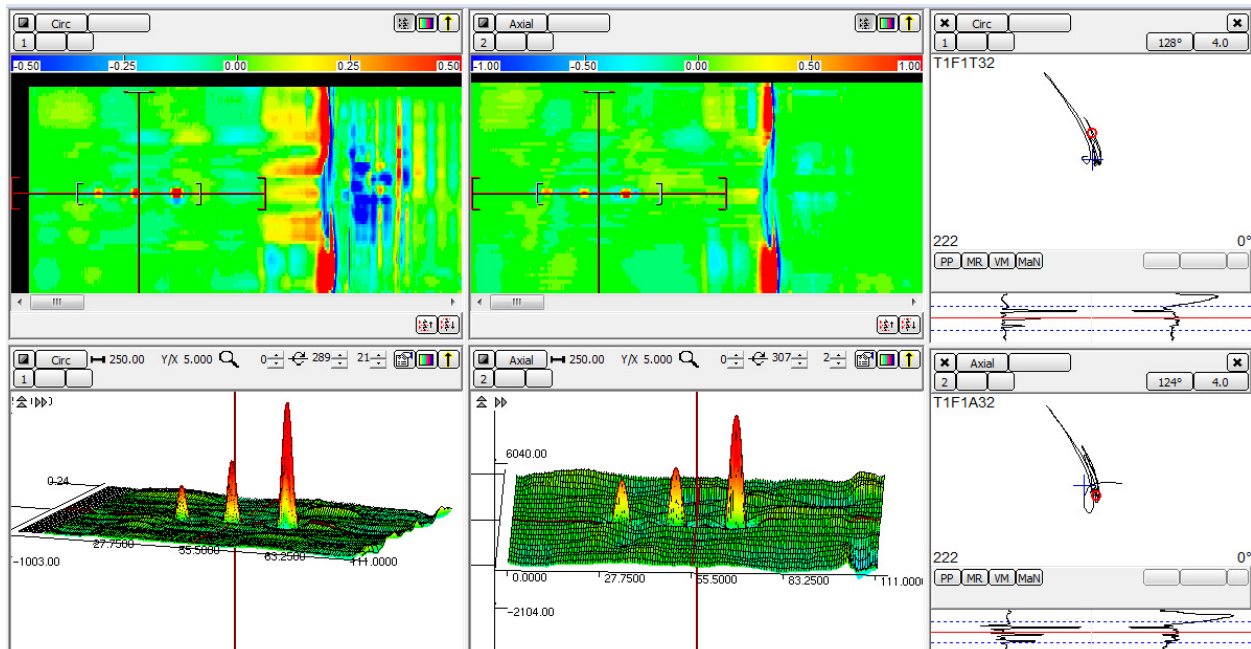 Circ
1
-0.50 -0.25 0.00 0.25 0.50
Axial
2
-1.00 -0.50 0.00 0.50 1.00
Circ
1 128° 4.0
T1F1T32
222 0°
PP MR VM MaN
Circ 250.00 Y/X 5.000 0 289 21
1
0.24
-1003.00
27.7500
55.5000
83.2500
111.0000
Axial 250.00 Y/X 5.000 0 307 2
2
6040.00
0.0000 27.7500 55.5000 83.2500 111.0000
-2104.00
Axial
2 124° 4.0
T1F1A32
222 0°
PP MR VM MaN